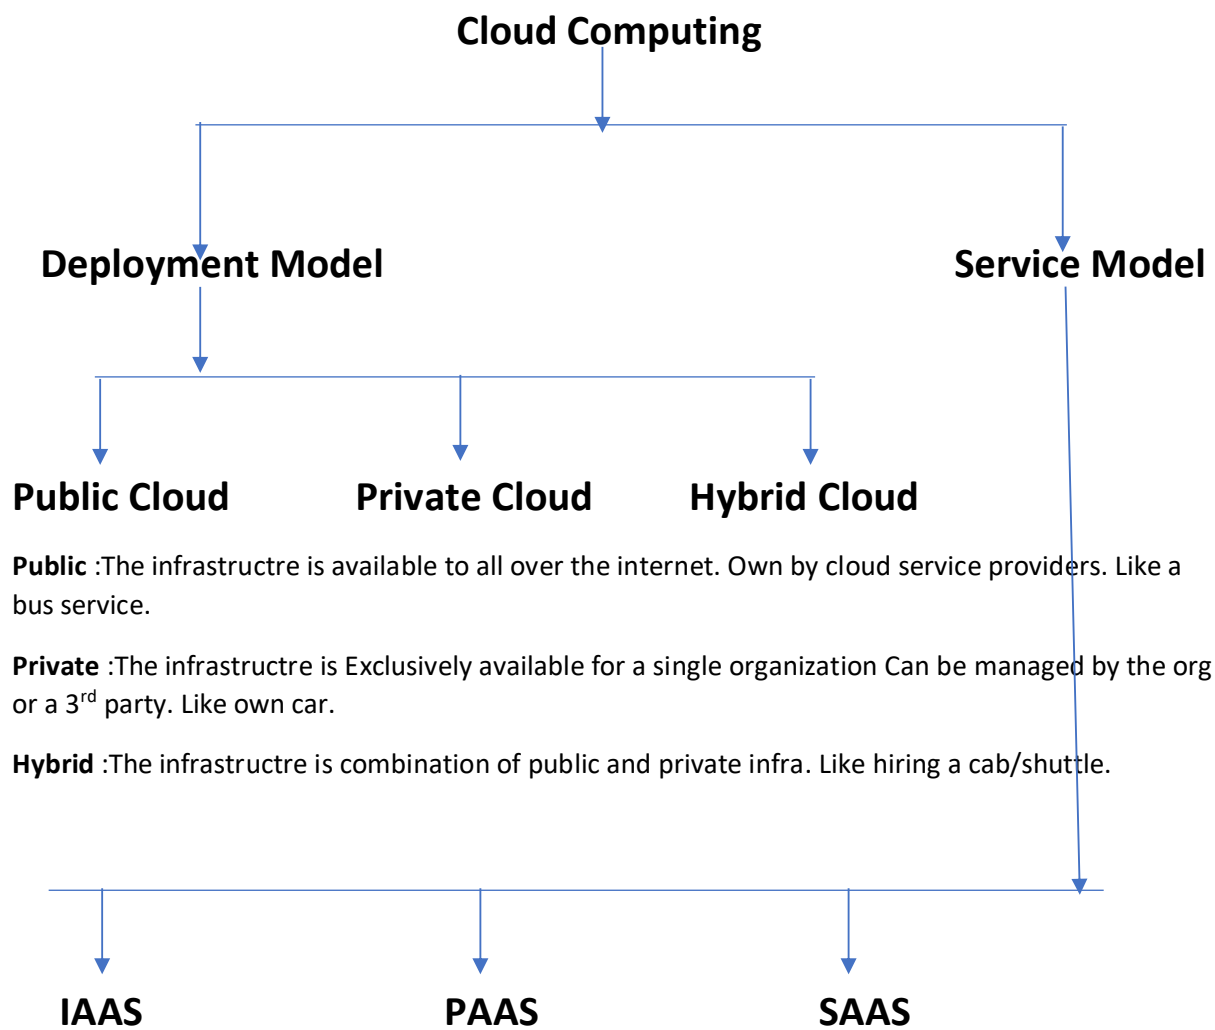 Cloud Computing
Deployment Model
Service Model
Public Cloud
Private Cloud
Hybrid Cloud
Public :The infrastructre is available to all over the internet. Own by cloud service providers. Like a
bus service.
Private :The infrastructre is Exclusively available for a single organization Can be managed by the org
or a 3rd party. Like own car.
Hybrid :The infrastructre is combination of public and private infra. Like hiring a cab/shuttle.
IAAS
PAAS
SAAS